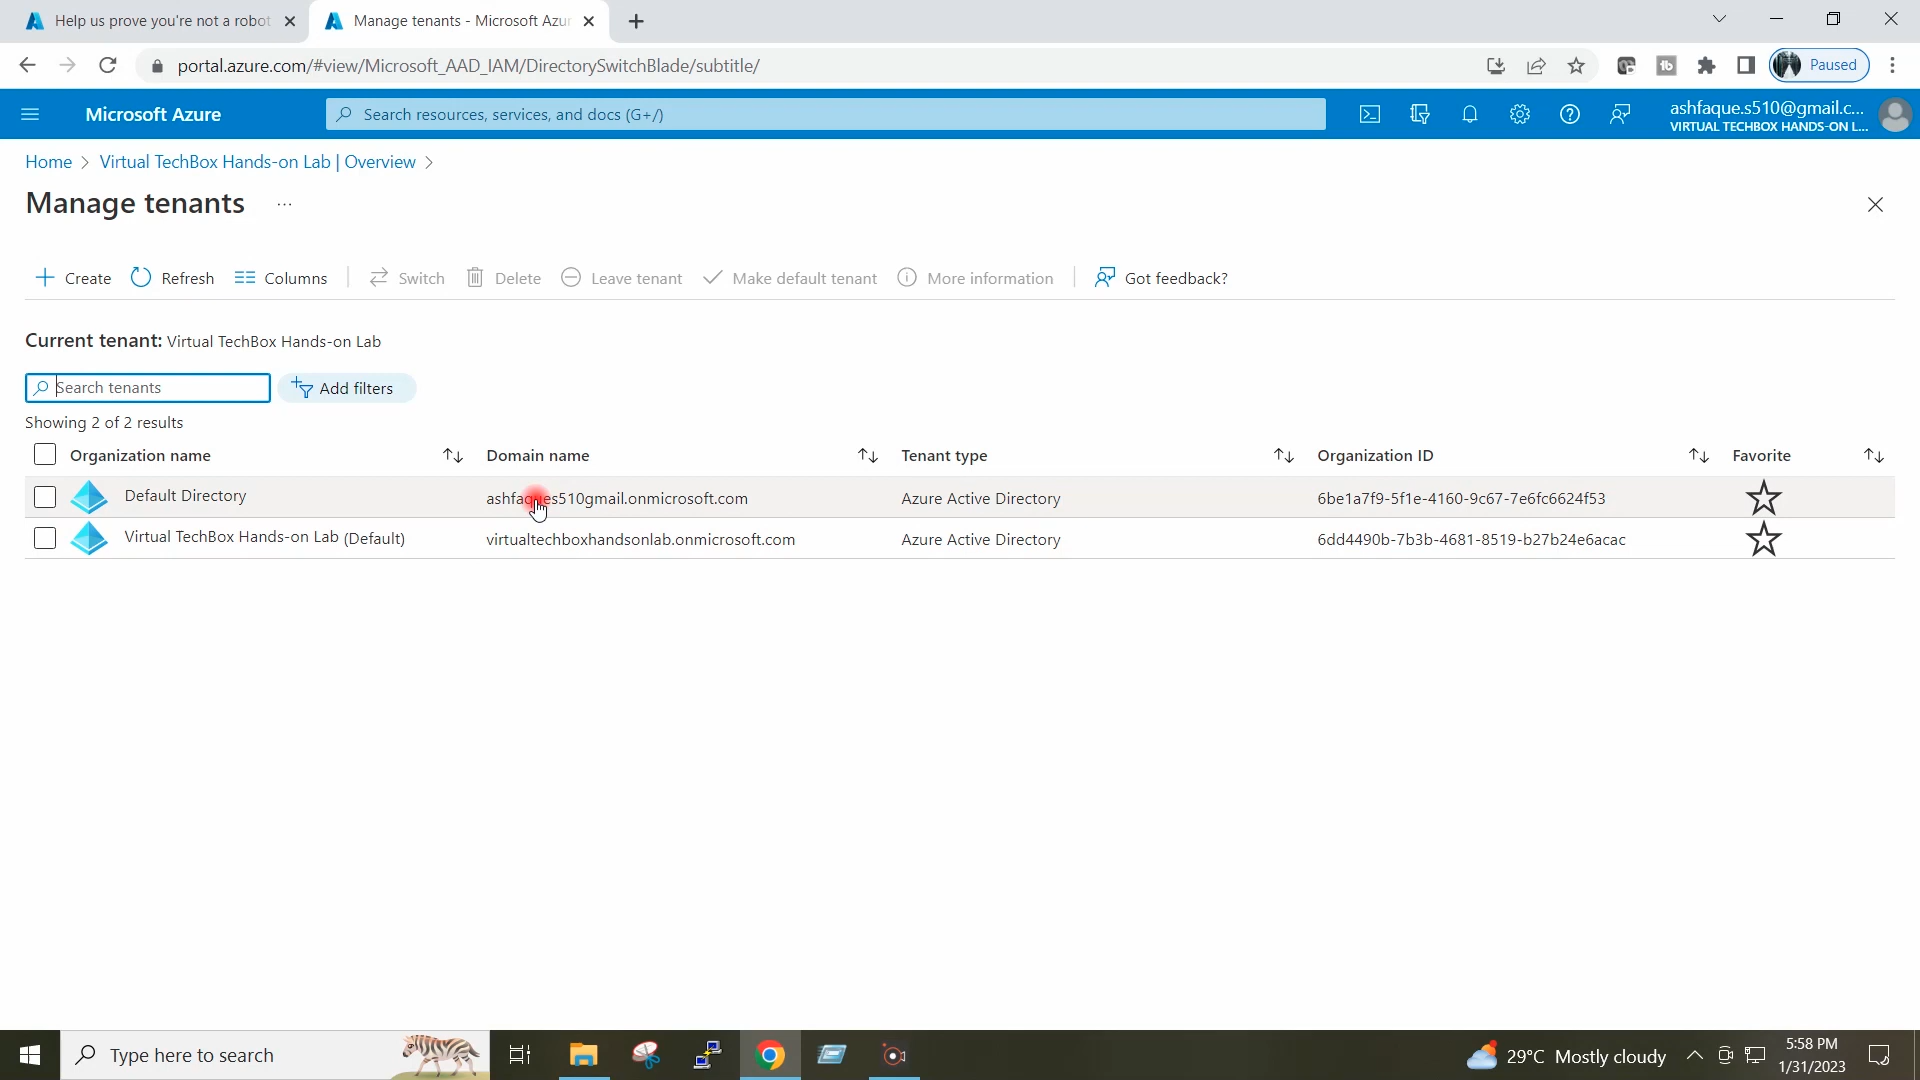 Help us prove you're not a robot
Manage tenants - Microsoft Azur
portal.azure.com/#view/Microsoft_AAD_IAM/DirectorySwitchBlade/subtitle/
Paused
Microsoft Azure
Search resources, services, and docs (G+/)
ashfaque.s510@gmail.c...
VIRTUAL TECHBOX HANDS-ON L...
Home > Virtual TechBox Hands-on Lab | Overview >
Manage tenants ...
Create Refresh Columns Switch Delete Leave tenant Make default tenant More information Got feedback?
Current tenant: Virtual TechBox Hands-on Lab
Search tenants Add filters
Showing 2 of 2 results
Organization name Domain name Tenant type Organization ID Favorite
Default Directory ashfaques510gmail.onmicrosoft.com Azure Active Directory 6be1a7f9-5f1e-4160-9c67-7e6fc6624f53
Virtual TechBox Hands-on Lab (Default) virtualtechboxhandsonlab.onmicrosoft.com Azure Active Directory 6dd4490b-7b3b-4681-8519-b27b24e6acac
Type here to search
29°C Mostly cloudy
5:58 PM
1/31/2023